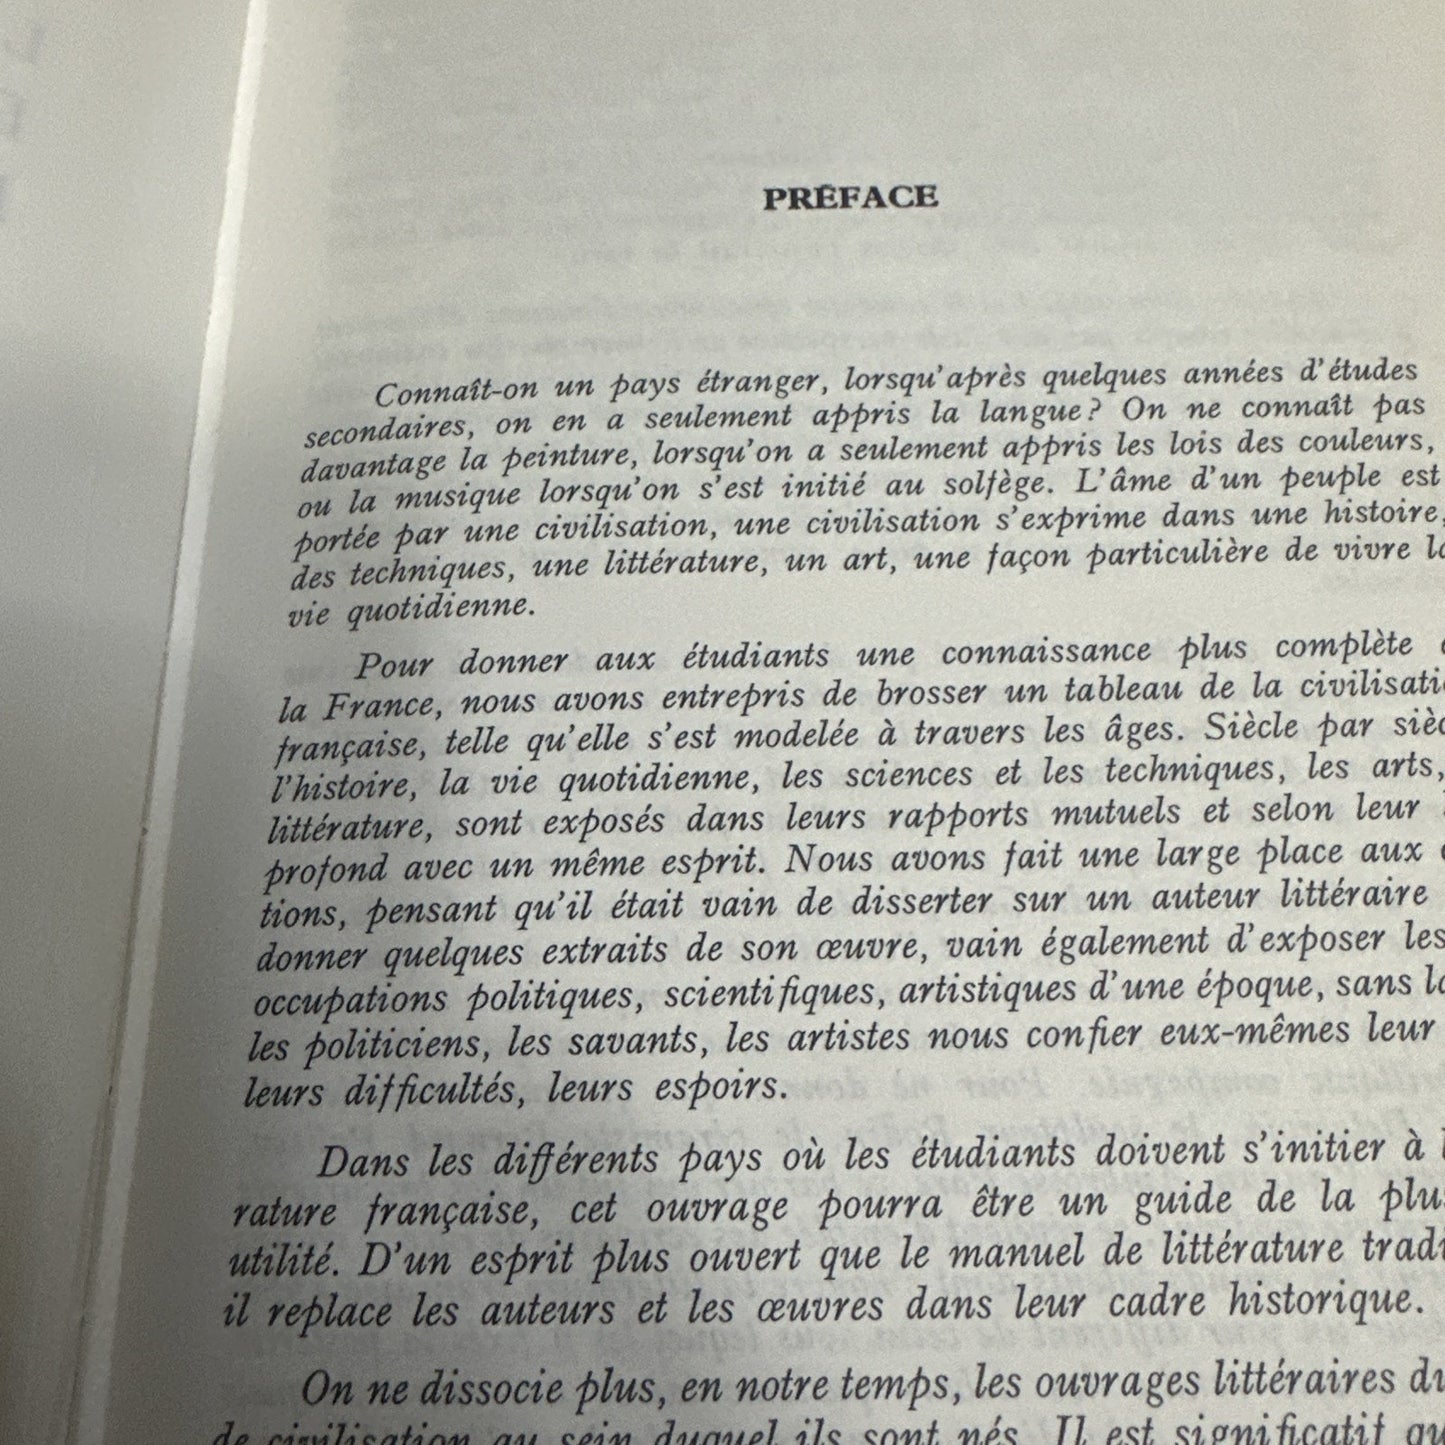 PRÉFACE
Connaît-on un pays étranger, lorsqu'après quelques années d'études
secondaires, on en a seulement appris la langue? On ne connaît pas
davantage la peinture, lorsqu'on a seulement appris les lois des couleurs,
ou la musique lorsqu'on s'est initié au solfège. L'âme d'un peuple est
portée par une civilisation, une civilisation s'exprime dans une histoire,
des techniques, une littérature, un art, une façon particulière de vivre
vie quotidienne.
Pour donner aux étudiants une connaissance plus complète
la France, nous avons entrepris de brosser un tableau de la
française, telle qu'elle s'est modelée à travers les âges. Siècle par
l'histoire, la vie quotidienne, les sciences et les techniques, les arts,
littérature, sont exposés dans leurs rapports mutuels et selon leur
profond avec un même esprit. Nous avons fait une large place aux
tions, pensant qu'il était vain de disserter sur un auteur littéraire
donner quelques extraits de son œuvre, vain également d'exposer les
occupations politiques, scientifiques, artistiques d'une époque, sans
les politiciens, les savants, les artistes nous confier eux-mêmes leur
leurs difficultés, leurs espoirs.
Dans les différents pays où les étudiants doivent s'initier à
rature française, cet ouvrage pourra être un guide de la
utilité. D'un esprit plus ouvert que le manuel de littérature
il replace les auteurs et les œuvres dans leur cadre historique.
On ne dissocie plus, en notre temps, les ouvrages littéraires
de civilisation au sein duquel ils sont nés. Il est significatif